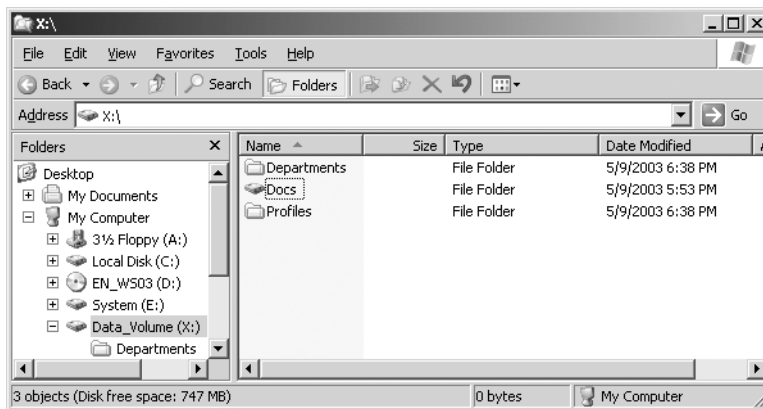 X:\
File Edit View Favorites Tools Help
Back Search Folders
Address X:\ Go
Folders
Desktop
My Documents
My Computer
3½ Floppy (A:)
Local Disk (C:)
EN_WS03 (D:)
System (E:)
Data_Volume (X:)
Departments
Name Size Type Date Modified
Departments File Folder 5/9/2003 6:38 PM
Docs File Folder 5/9/2003 5:53 PM
Profiles File Folder 5/9/2003 6:38 PM
3 objects (Disk free space: 747 MB) 0 bytes My Computer